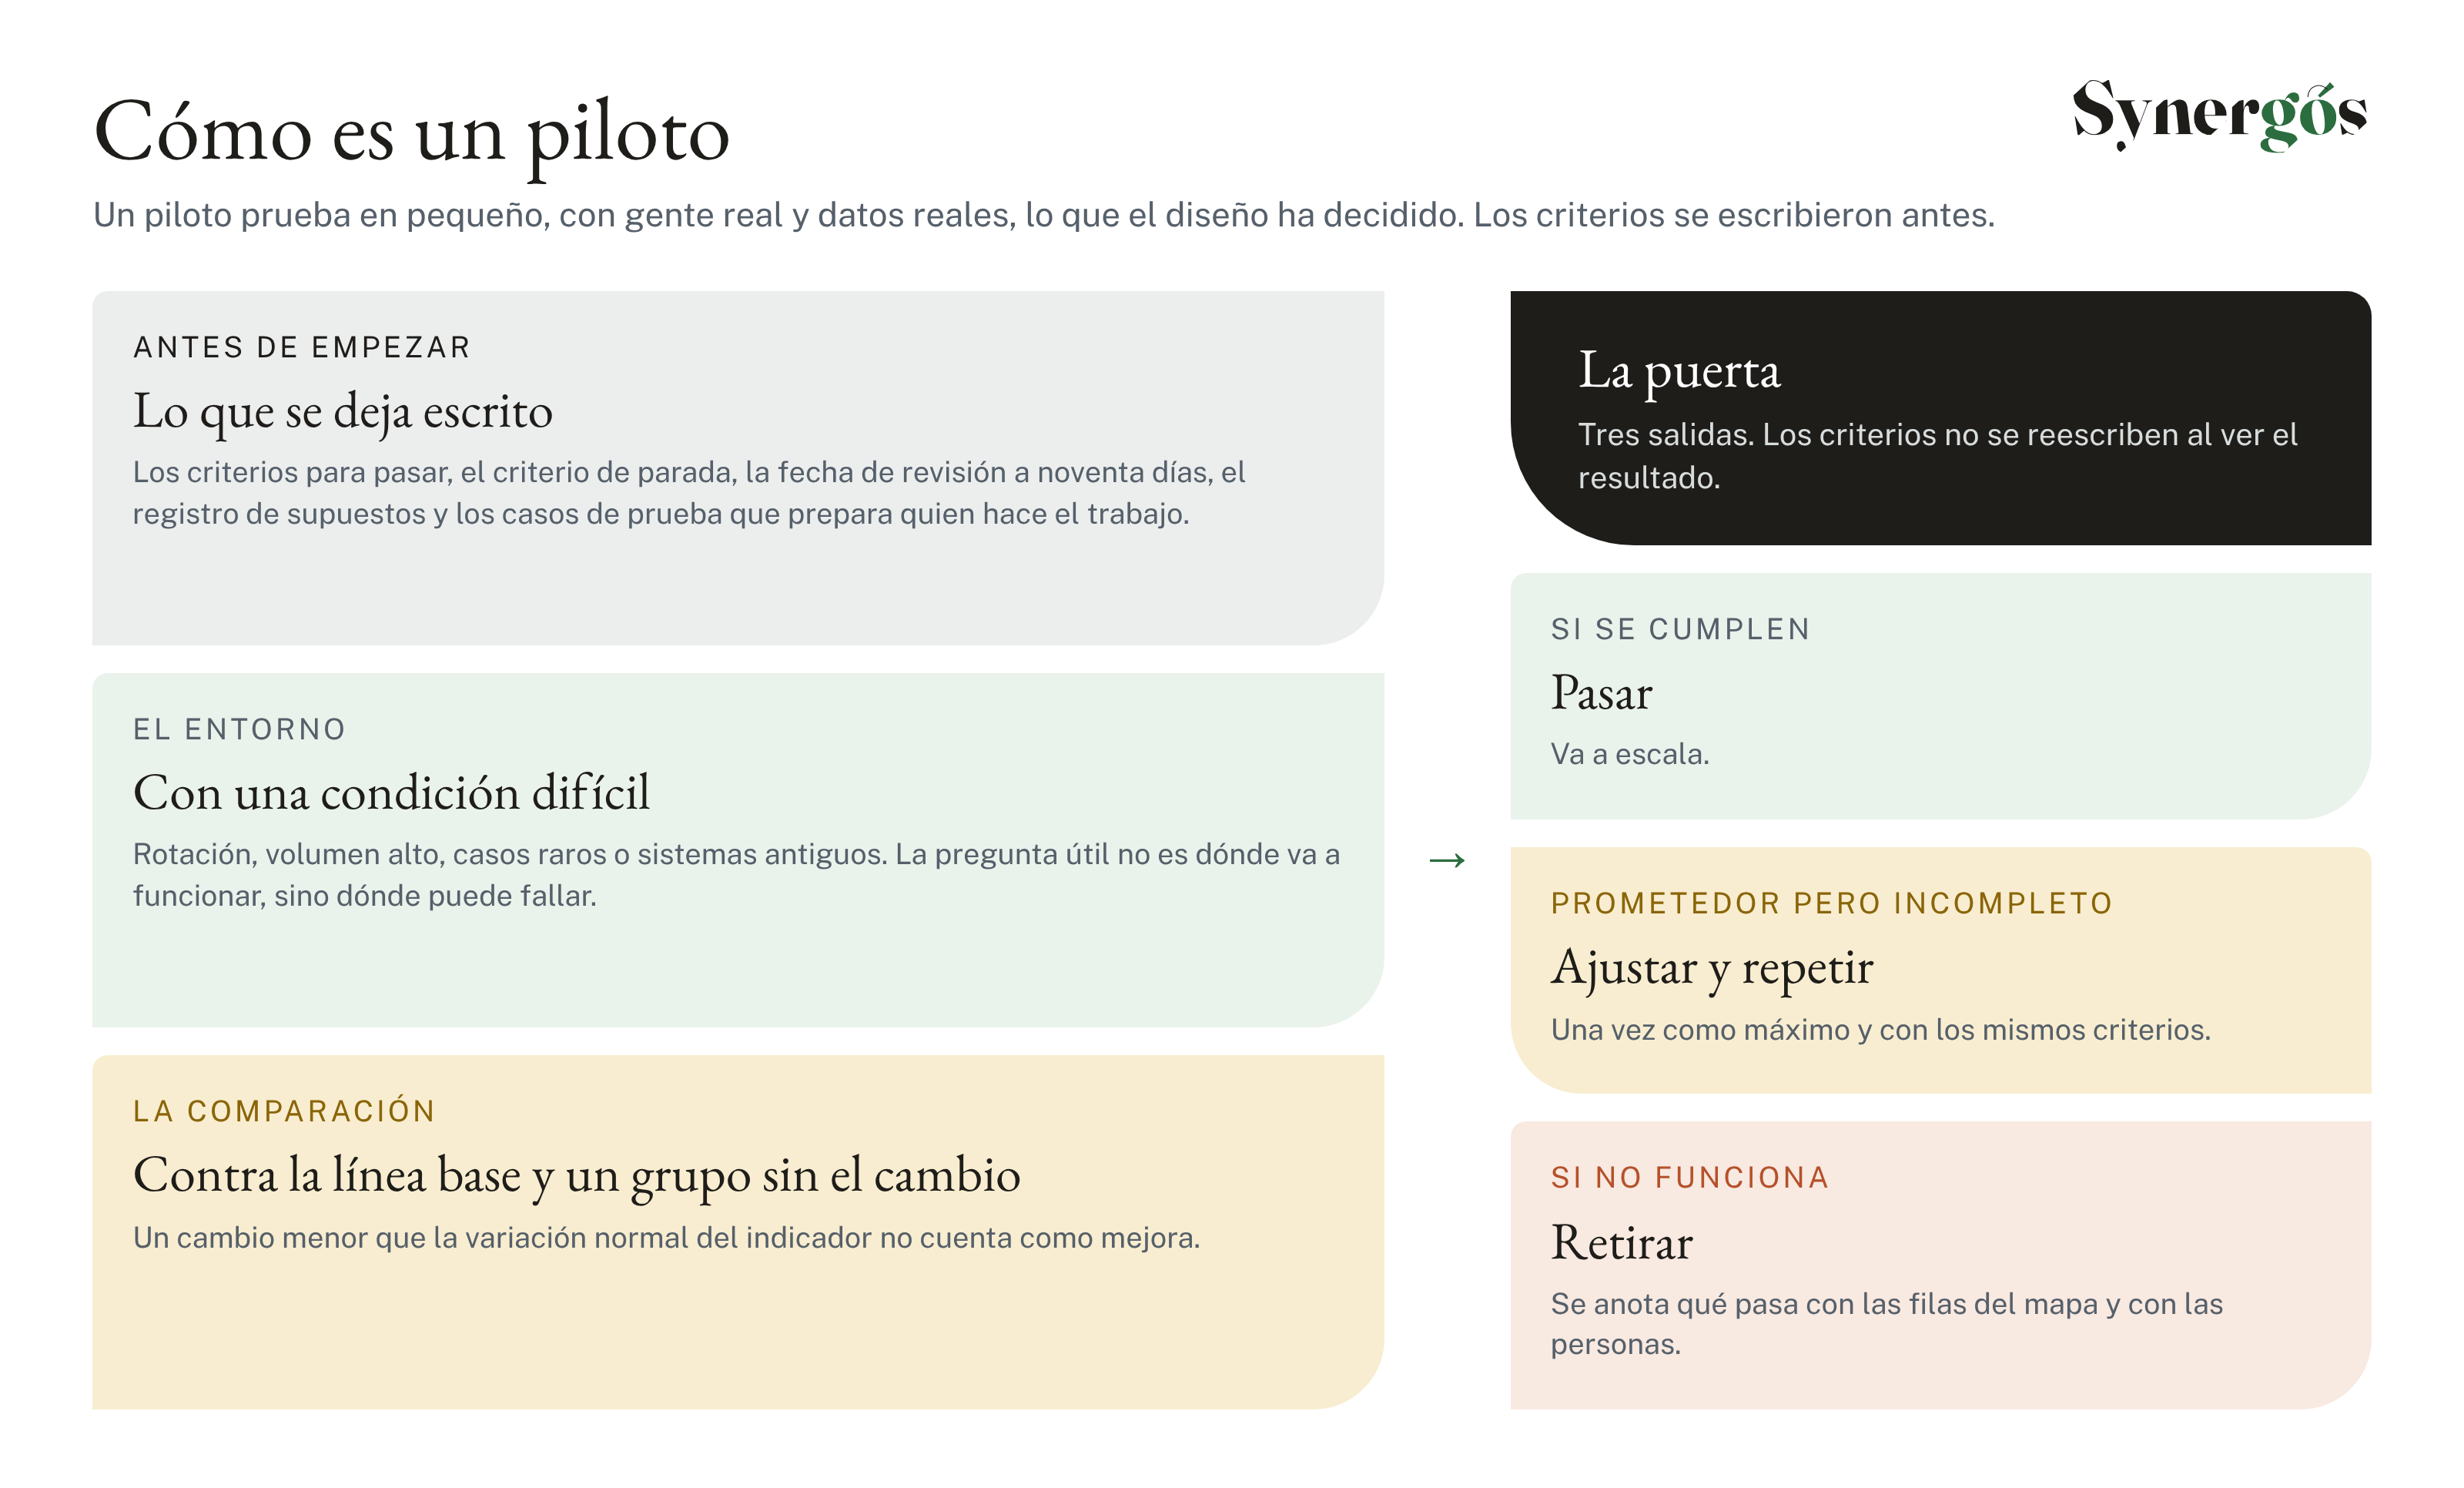 Cómo es un piloto
Synergós
Un piloto prueba en pequeño, con gente real y datos reales, lo que el diseño ha decidido. Los criterios se escribieron antes.
ANTES DE EMPEZAR
Lo que se deja escrito
Los criterios para pasar, el criterio de parada, la fecha de revisión a noventa días, el
registro de supuestos y los casos de prueba que prepara quien hace el trabajo.
EL ENTORNO
Con una condición difícil
Rotación, volumen alto, casos raros o sistemas antiguos. La pregunta útil no es dónde va a
funcionar, sino dónde puede fallar.
LA COMPARACIÓN
Contra la línea base y un grupo sin el cambio
Un cambio menor que la variación normal del indicador no cuenta como mejora.
→
La puerta
Tres salidas. Los criterios no se reescriben al ver el
resultado.
SI SE CUMPLEN
Pasar
Va a escala.
PROMETEDOR PERO INCOMPLETO
Ajustar y repetir
Una vez como máximo y con los mismos criterios.
SI NO FUNCIONA
Retirar
Se anota qué pasa con las filas del mapa y con las
personas.